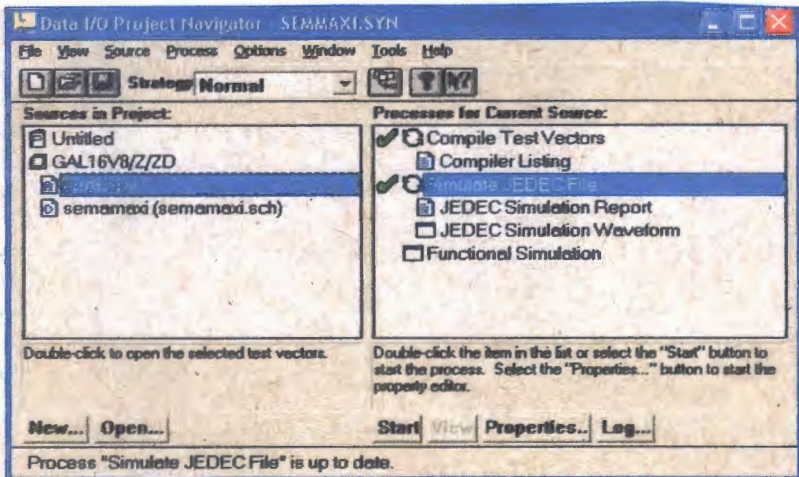 Data I/O Project Navigator - SEMMAXI.SYN
File View Source Process Options Window Tools Help
Strategy Normal
Sources in Project:
Untitled
GAL16V8/Z/ZD
semamaxi (semamaxi.sch)
Double-click to open the selected test vectors.
New... Open...
Processes for Current Source:
Compile Test Vectors
Compiler Listing
Simulate JEDEC File
JEDEC Simulation Report
JEDEC Simulation Waveform
Functional Simulation
Double-click the item in the list or select the "Start" button to
start the process. Select the "Properties..." button to start the
property editor.
Start View Properties.. Log...
Process "Simulate JEDEC File" is up to date.